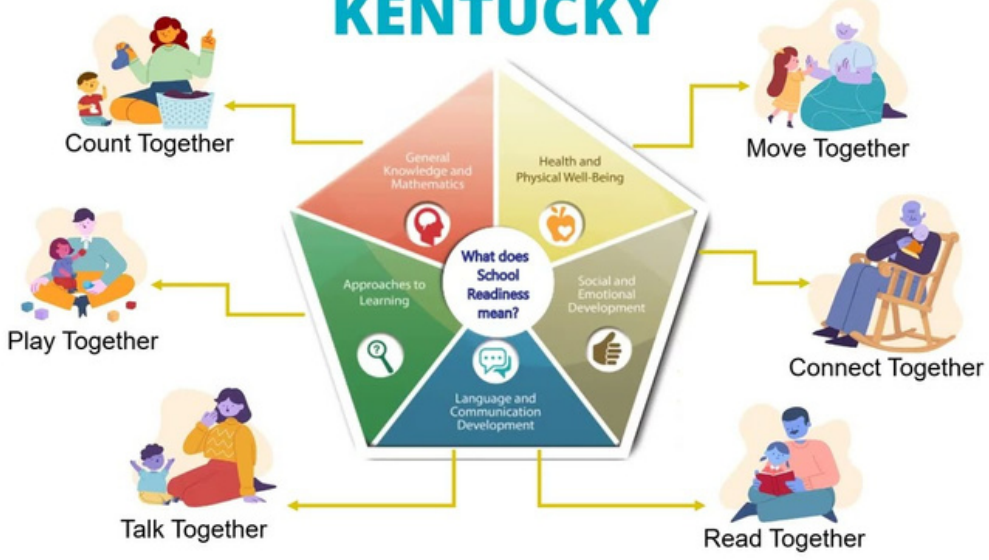 KENTUCKY
Count Together
Move Together
General
Knowledge and
Mathematics
Health and
Physical Well-Being
What does
School
Readiness
mean?
Approaches to
Learning
?
Social and
Emotional
Development
Language and
Communication
Development
Play Together
Connect Together
Talk Together
Read Together